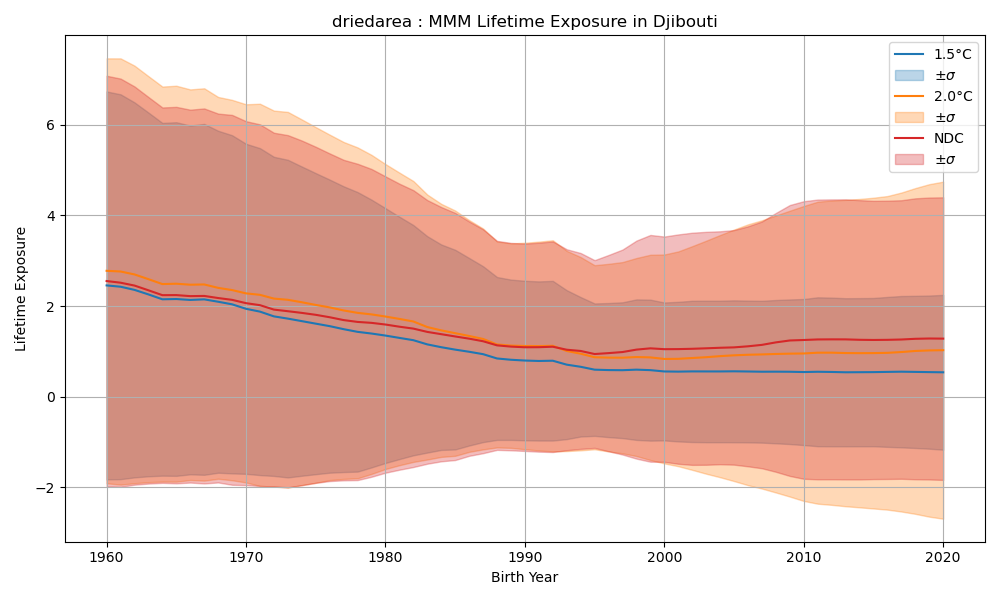 driedarea : MMM Lifetime Exposure in Djibouti
1.5°C
±σ
2.0°C
±σ
NDC
±σ
6
4
2
0
−2
Lifetime Exposure
1960 1970 1980 1990 2000 2010 2020
Birth Year